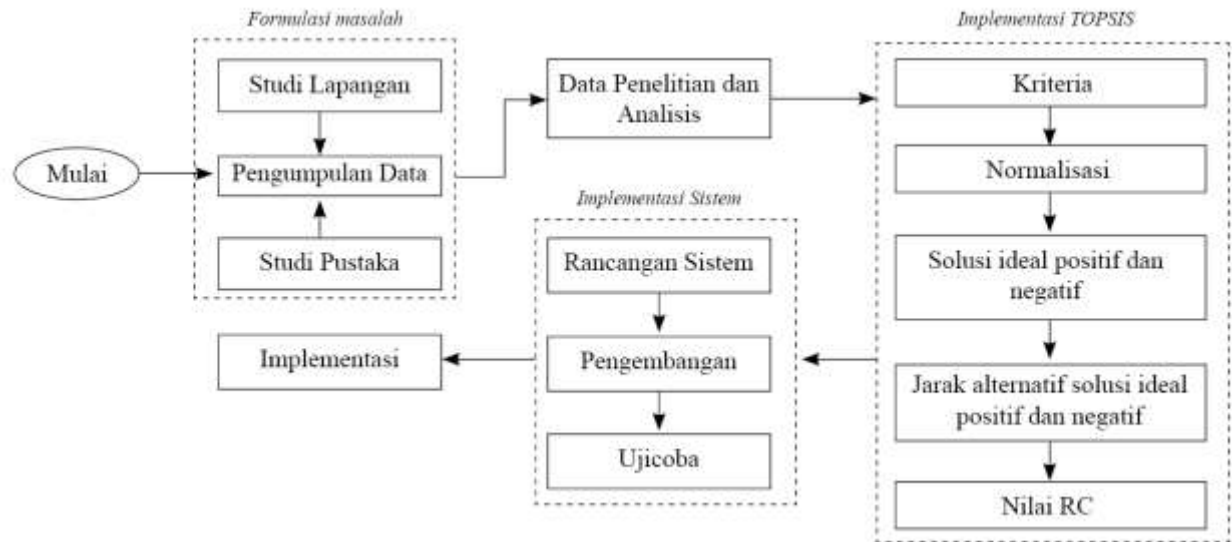 Formulasi masalah
Studi Lapangan
Mulai
Pengumpulan Data
Studi Pustaka
Data Penelitian dan
Analisis
Implementasi TOPSIS
Kriteria
Normalisasi
Solusi ideal positif dan
negatif
Jarak alternatif solusi ideal
positif dan negatif
Nilai RC
Implementasi Sistem
Rancangan Sistem
Pengembangan
Ujicoba
Implementasi